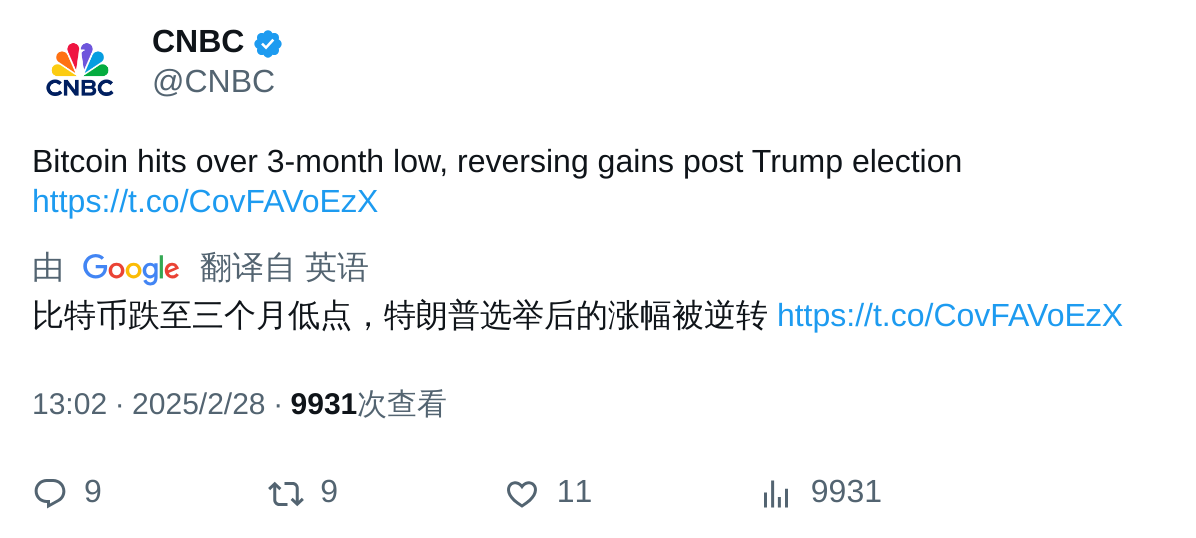 CNBC
CNBC
@CNBC
Bitcoin hits over 3-month low, reversing gains post Trump election
https://t.co/CovFAVoEzX
由 Google 翻译自 英语
比特币跌至三个月低点，特朗普选举后的涨幅被逆转 https://t.co/CovFAVoEzX
13:02 · 2025/2/28 · 9931次查看
9 9 11 9931